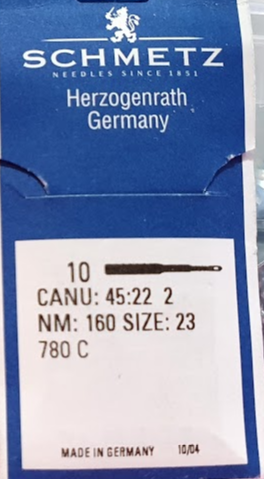 SCHMETZ
NEEDLES SINCE 1851
Herzogenrath
Germany
10
CANU: 45:22 2
NM: 160 SIZE: 23
780 C
MADE IN GERMANY 10/04